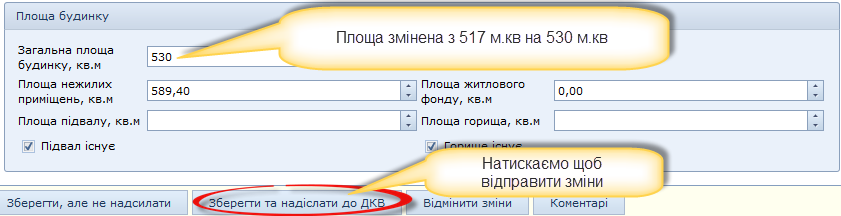 Площа будинку
Площа змінена з 517 м.кв на 530 м.кв
Загальна площа
будинку, кв.м
530
Площа нежилих
приміщень, кв.м
589,40
Площа житлового
фонду, кв.м
0,00
Площа підвалу, кв.м
Площа горища, кв.м
Підвал існує
Горище існує
Натискаємо щоб
відправити зміни
Зберегти, але не надсилати
Зберегти та надіслати до ДКВ
Відмінити зміни
Коментарі